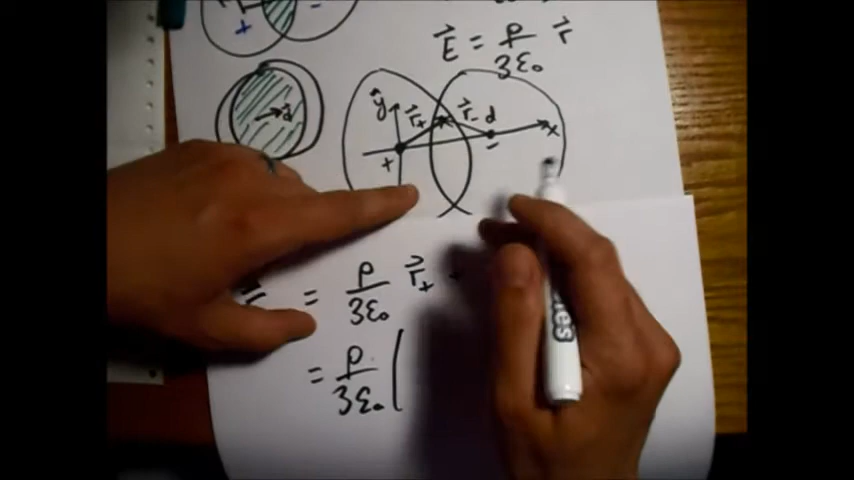 + -
E⃗ = ρ/3ε₀ r⃗
d⃗
ŷ r⃗₊ r⃗₋ d x
+ -
= ρ/3ε₀ r⃗₊
= ρ/3ε₀ (